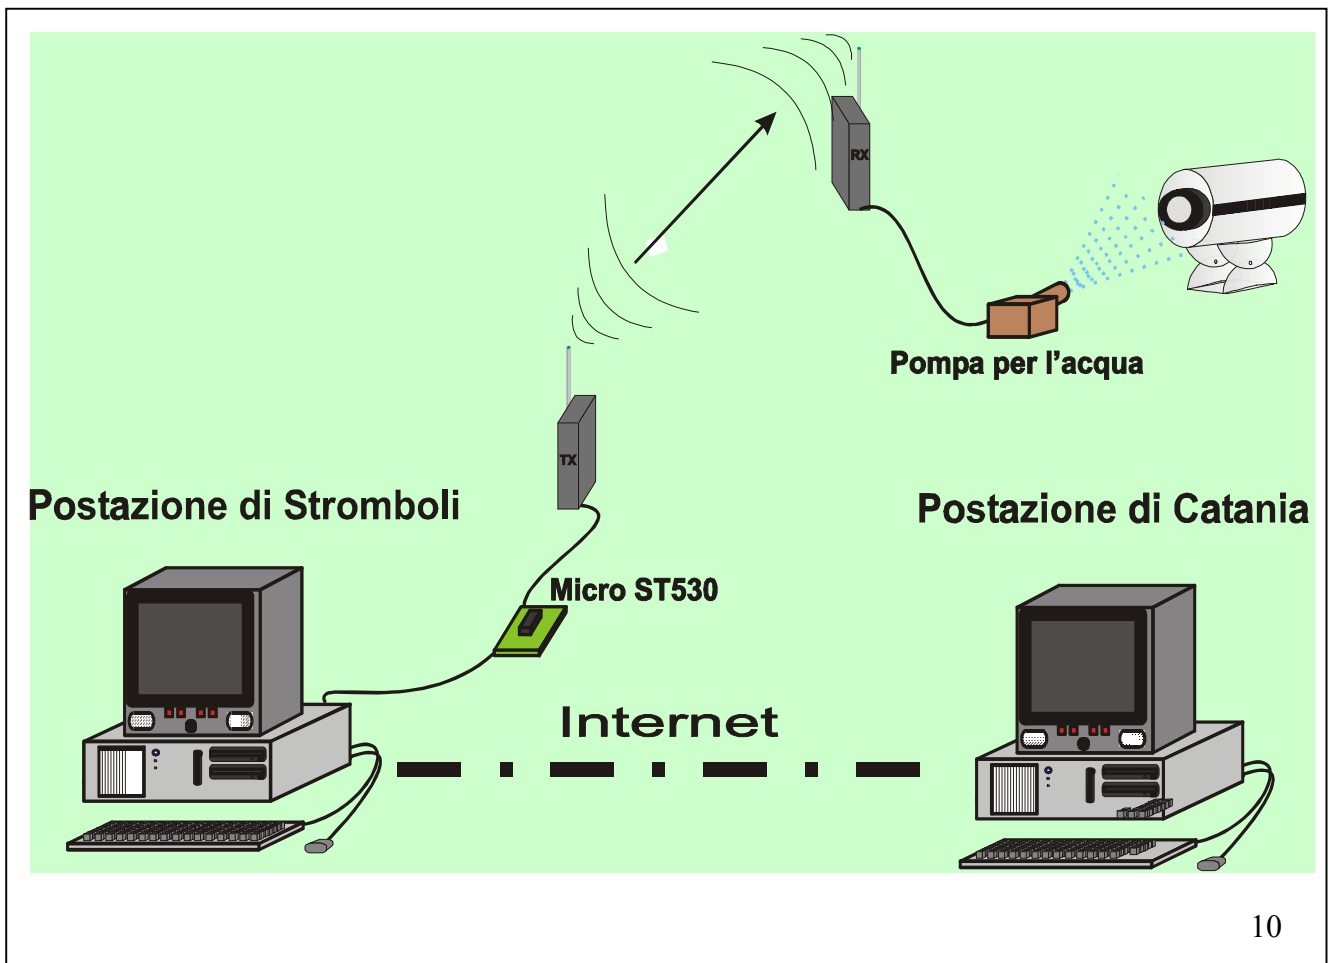 RX
Pompa per l'acqua
TX
Postazione di Stromboli
Postazione di Catania
Micro ST530
Internet
10